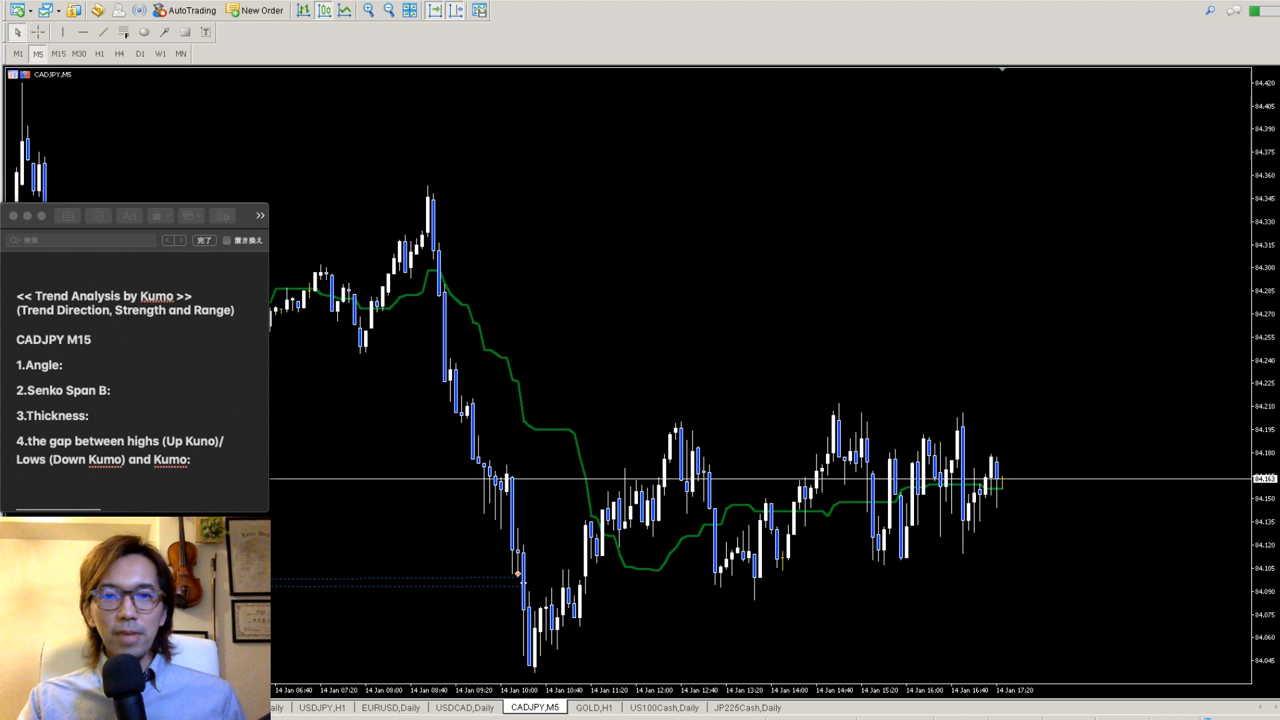 AutoTrading
New Order
M1 M5 M15 M30 H1 H4 D1 W1 MN
CADJPY,M5
84.420
84.405
84.390
84.375
84.360
84.345
84.330
84.315
84.300
84.285
84.270
84.255
84.240
84.225
84.210
84.195
84.180
84.163
84.150
84.135
84.120
84.105
84.090
84.075
84.060
84.045
検索
完了
置き換え
<< Trend Analysis by Kumo >>
(Trend Direction, Strength and Range)
CADJPY M15
1.Angle:
2.Senko Span B:
3.Thickness:
4.the gap between highs (Up Kuno)/
Lows (Down Kumo) and Kumo:
14 Jan 06:40 14 Jan 07:20 14 Jan 08:00 14 Jan 08:40 14 Jan 09:20 14 Jan 10:00 14 Jan 10:40 14 Jan 11:20 14 Jan 12:00 14 Jan 12:40 14 Jan 13:20 14 Jan 14:00 14 Jan 14:40 14 Jan 15:20 14 Jan 16:00 14 Jan 16:40 14 Jan 17:20
aily USDJPY,H1 EURUSD,Daily USDCAD,Daily CADJPY,M5 GOLD,H1 US100Cash,Daily JP225Cash,Daily